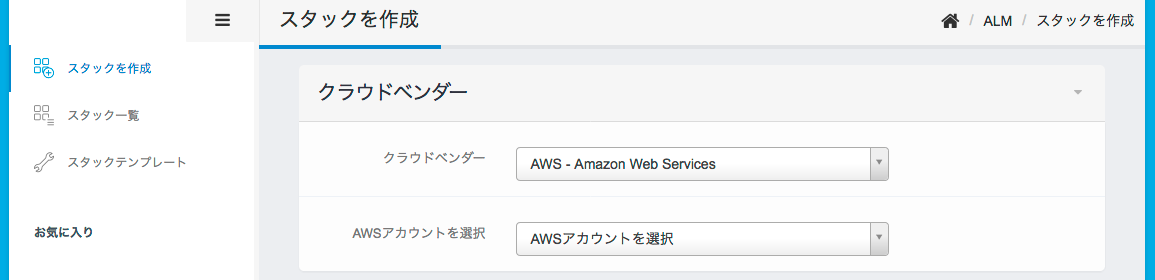 スタックを作成
/ ALM / スタックを作成
スタックを作成
スタック一覧
スタックテンプレート
お気に入り
クラウドベンダー
クラウドベンダー
AWS - Amazon Web Services
AWSアカウントを選択
AWSアカウントを選択